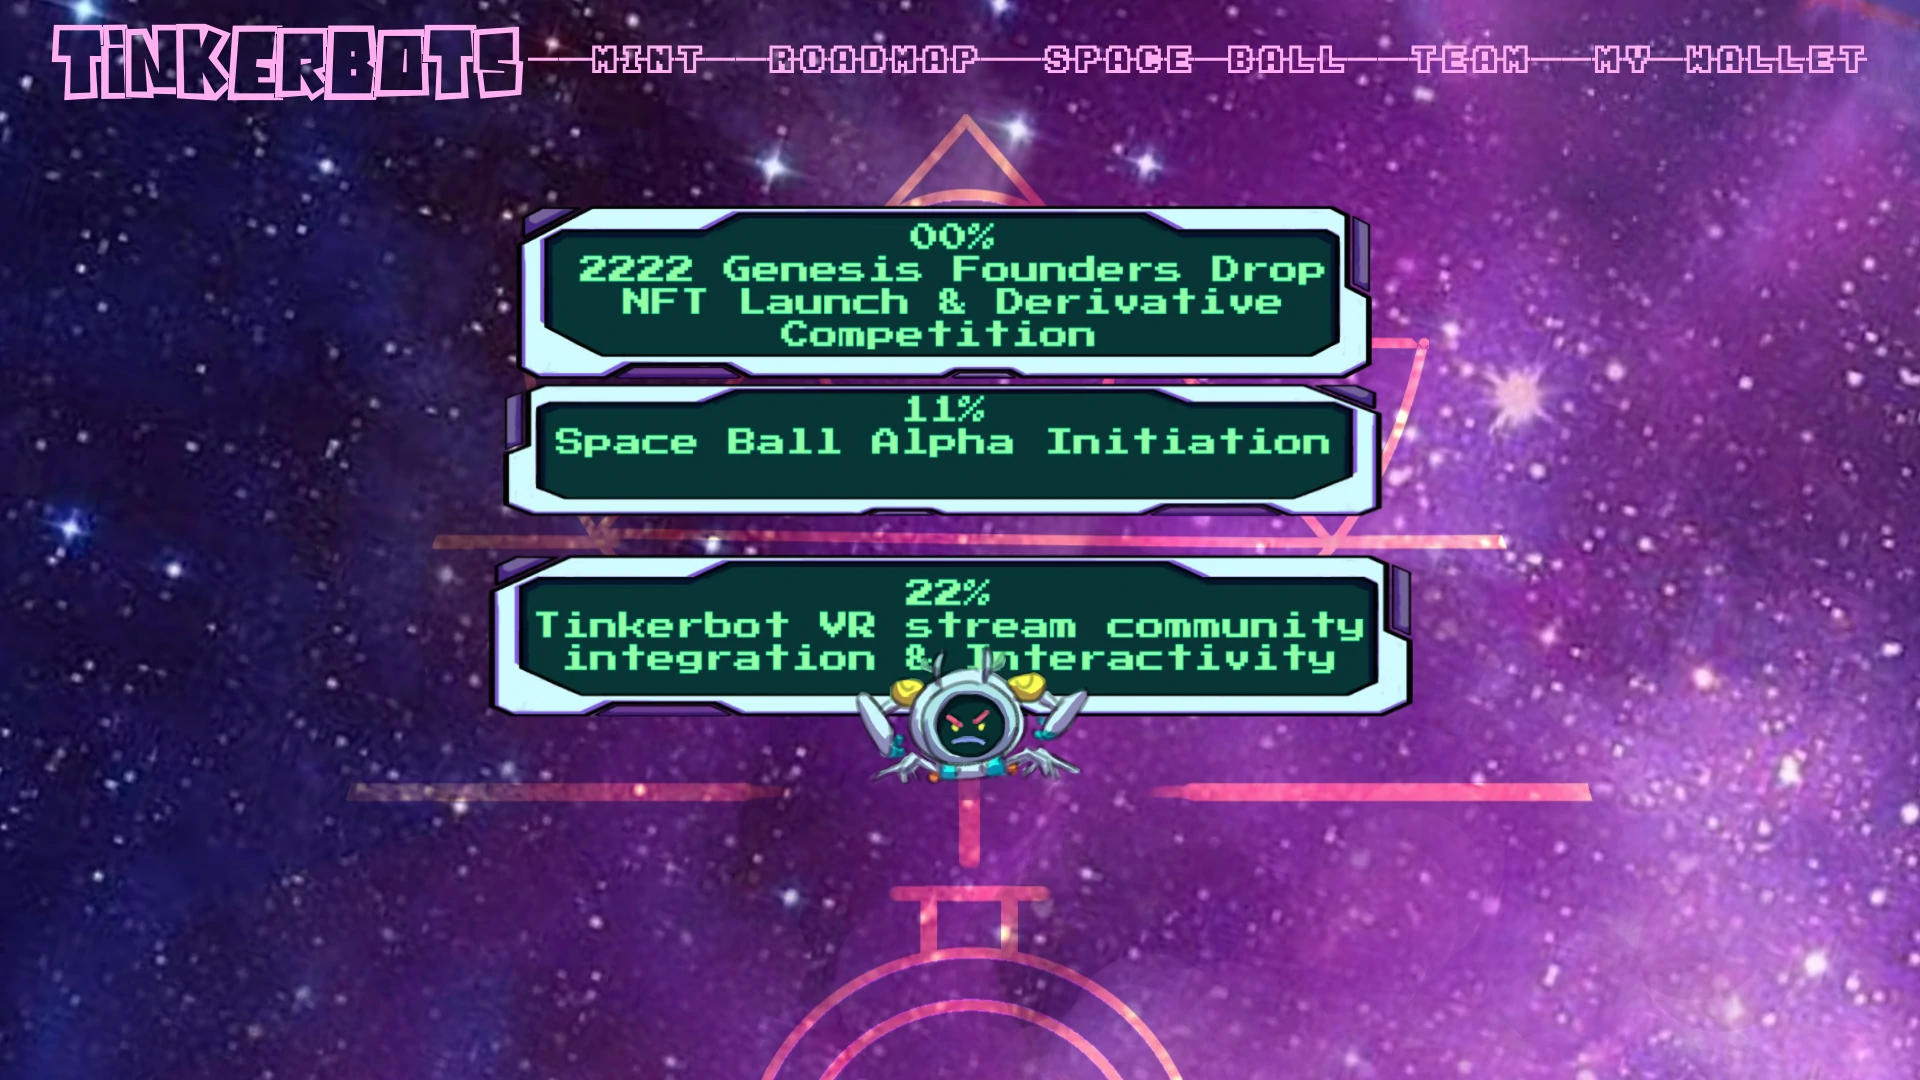 TiNKERBOTS
MINT ROADMAP SPACE BALL TEAM MY WALLET
00%
2222 Genesis Founders Drop
NFT Launch & Derivative
Competition
11%
Space Ball Alpha Initiation
22%
Tinkerbot VR stream community
integration & Interactivity